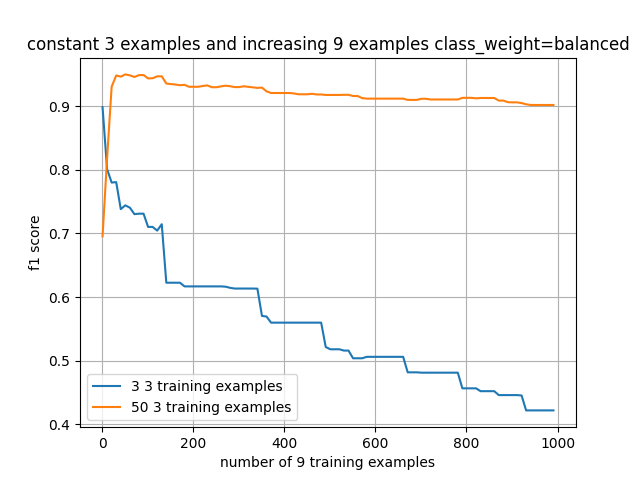 constant 3 examples and increasing 9 examples class_weight=balanced
f1 score
0.9
0.8
0.7
0.6
0.5
0.4
3 3 training examples
50 3 training examples
0 200 400 600 800 1000
number of 9 training examples